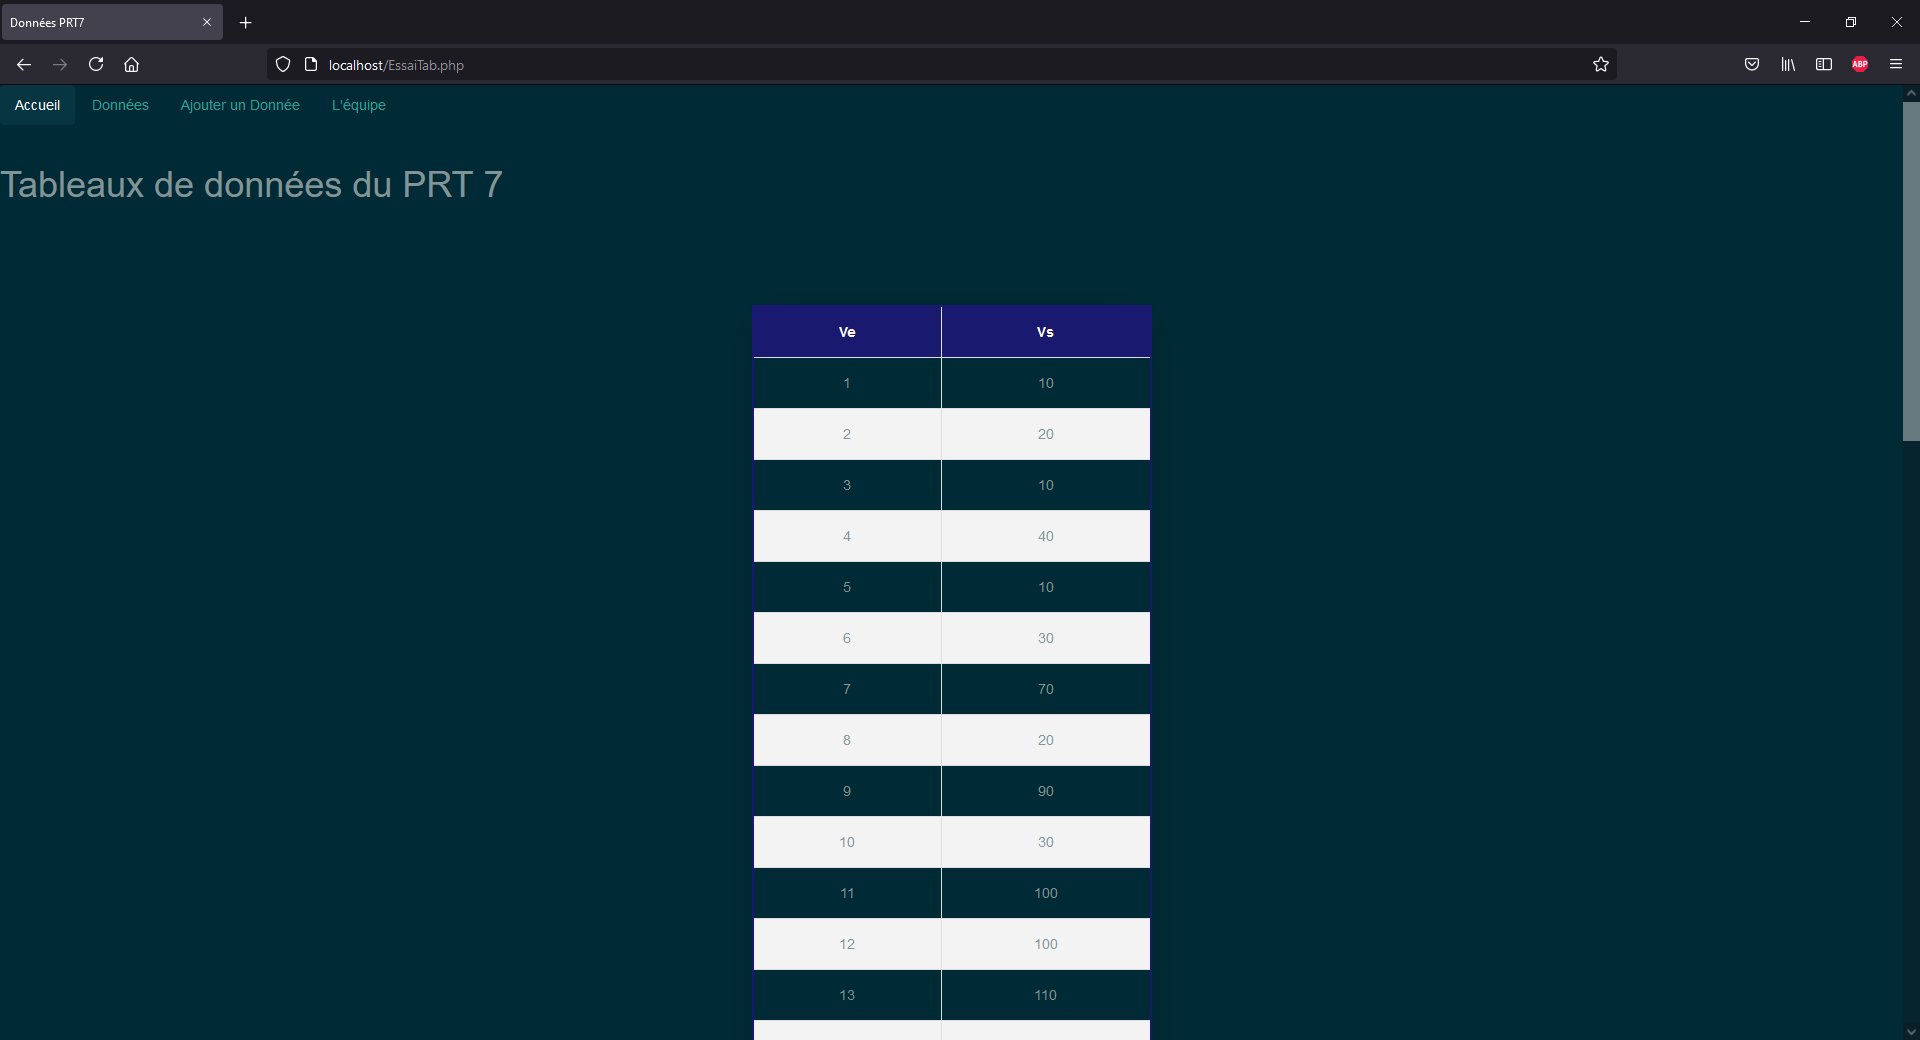 Données PRT7
localhost/EssaiTab.php
ABP
Accueil Données Ajouter un Donnée L'équipe
Tableaux de données du PRT 7
Ve Vs
1 10
2 20
3 10
4 40
5 10
6 30
7 70
8 20
9 90
10 30
11 100
12 100
13 110